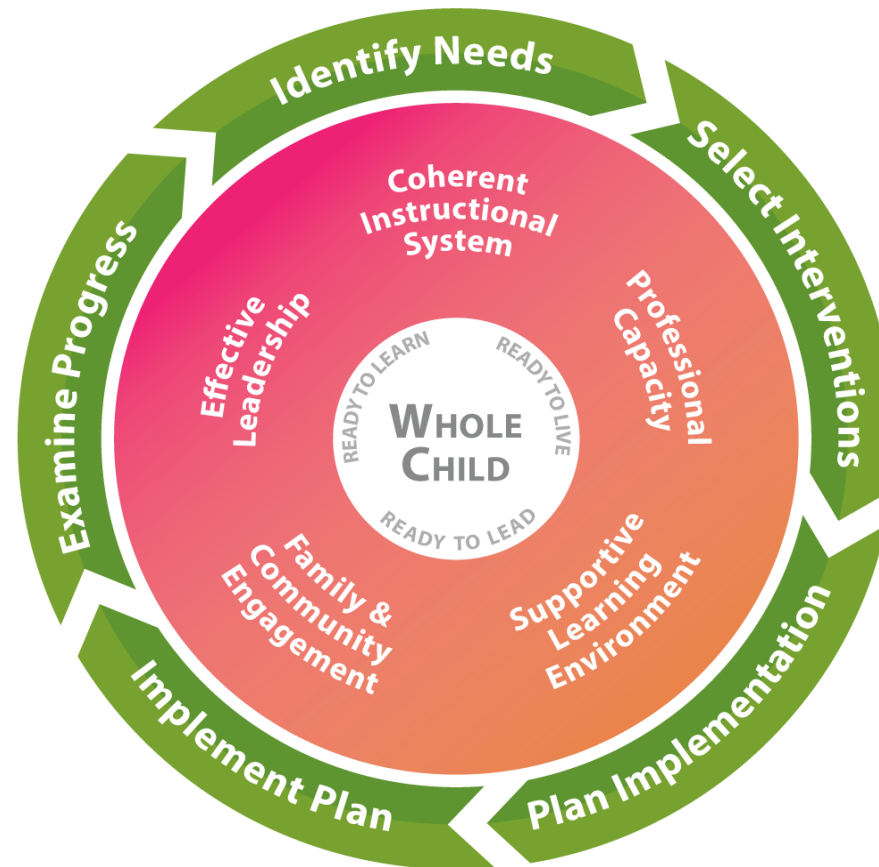 Identify Needs
Select Interventions
Plan Implementation
Implement Plan
Examine Progress
Coherent
Instructional
System
Professional
Capacity
Supportive
Learning
Environment
Family &
Community
Engagement
Effective
Leadership
READY TO LEARN
READY TO LIVE
READY TO LEAD
WHOLE
CHILD